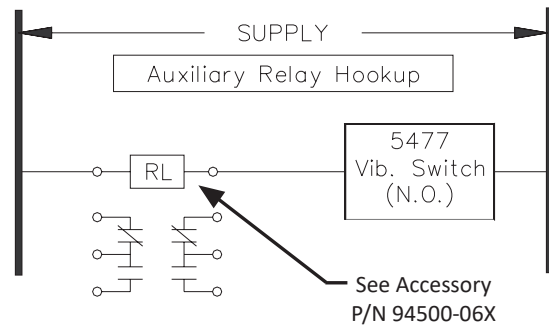 SUPPLY
Auxiliary Relay Hookup
RL
5477
Vib. Switch
(N.O.)
See Accessory
P/N 94500-06X